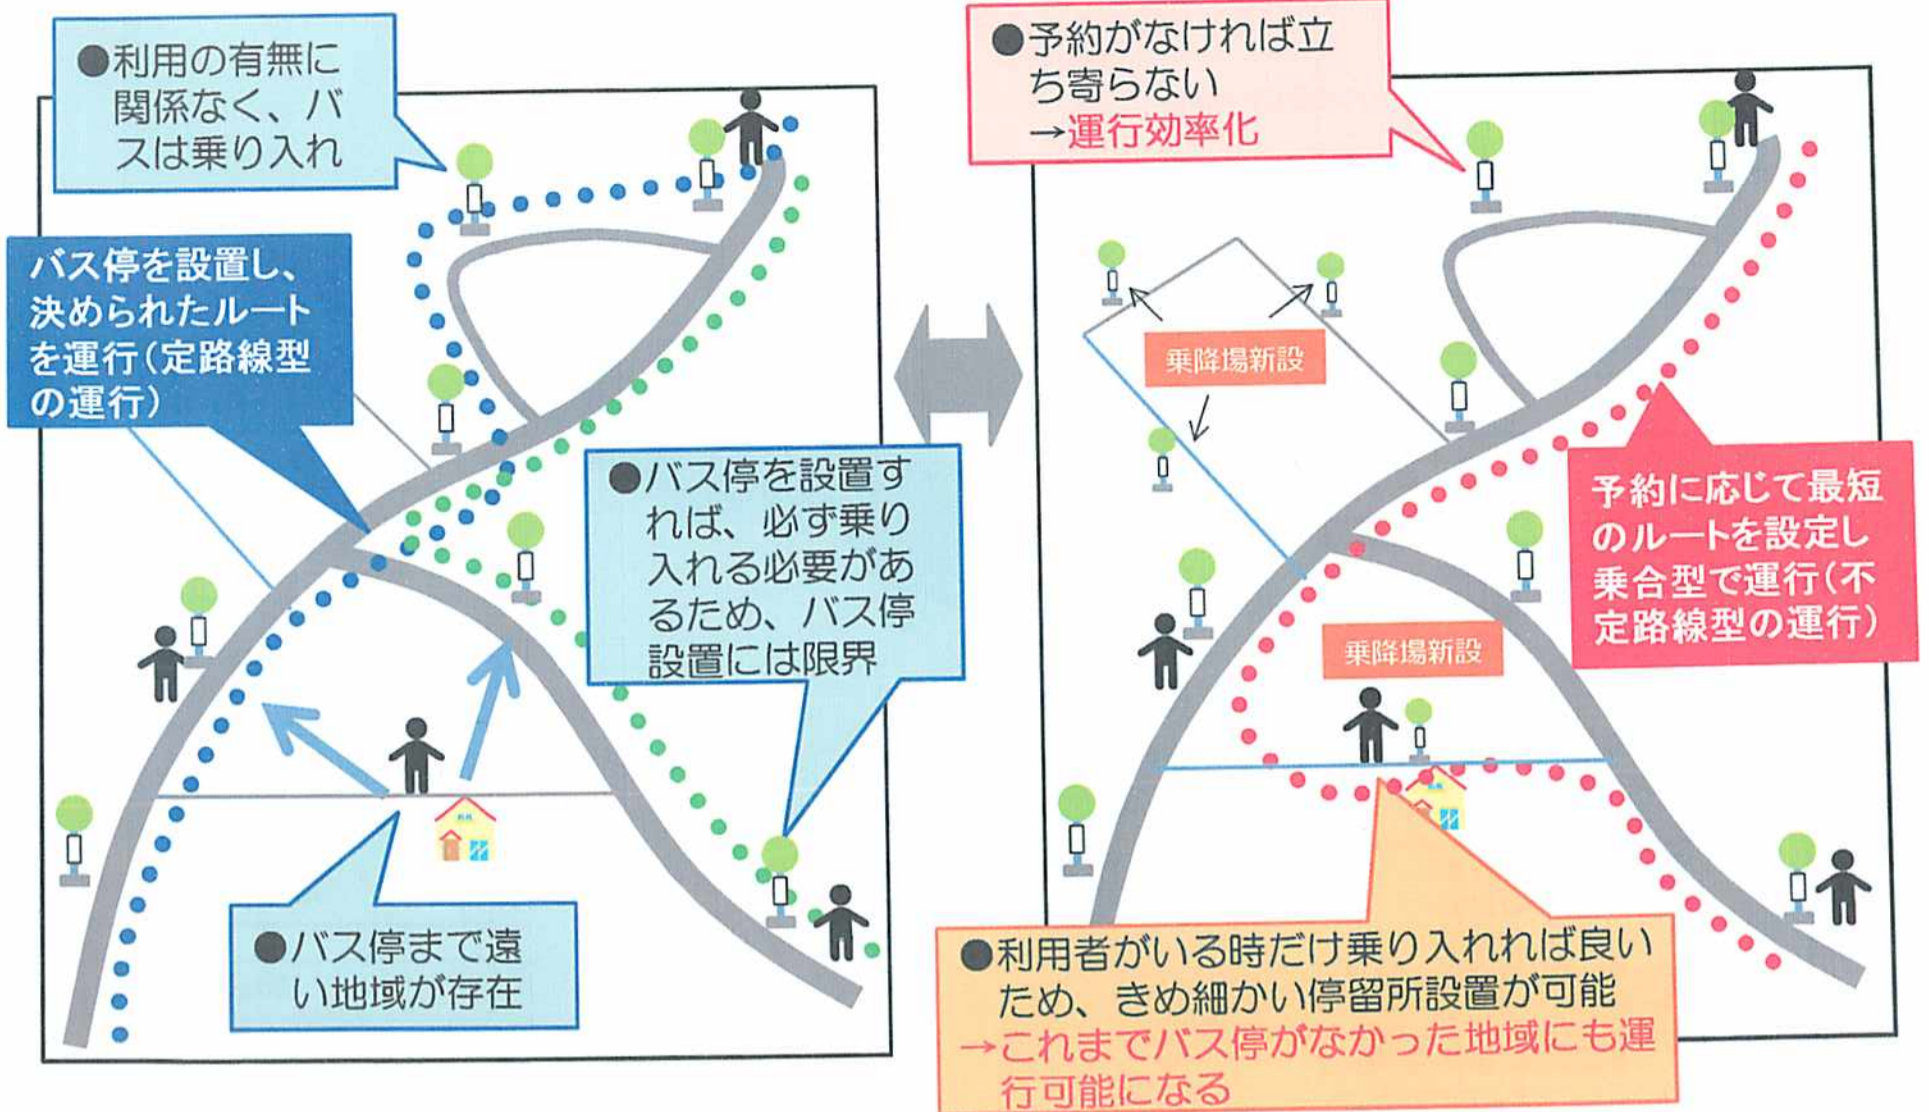 ●利用の有無に
関係なく、バ
スは乗り入れ
バス停を設置し、
決められたルート
を運行(定路線型
の運行)
●バス停を設置す
れば、必ず乗り
入れる必要があ
るため、バス停
設置には限界
●バス停まで遠
い地域が存在
●予約がなければ立
ち寄らない
→運行効率化
乗降場新設
予約に応じて最短
のルートを設定し
乗合型で運行(不
定路線型の運行)
乗降場新設
●利用者がいる時だけ乗り入れれば良い
ため、きめ細かい停留所設置が可能
→これまでバス停がなかった地域にも運
行可能になる